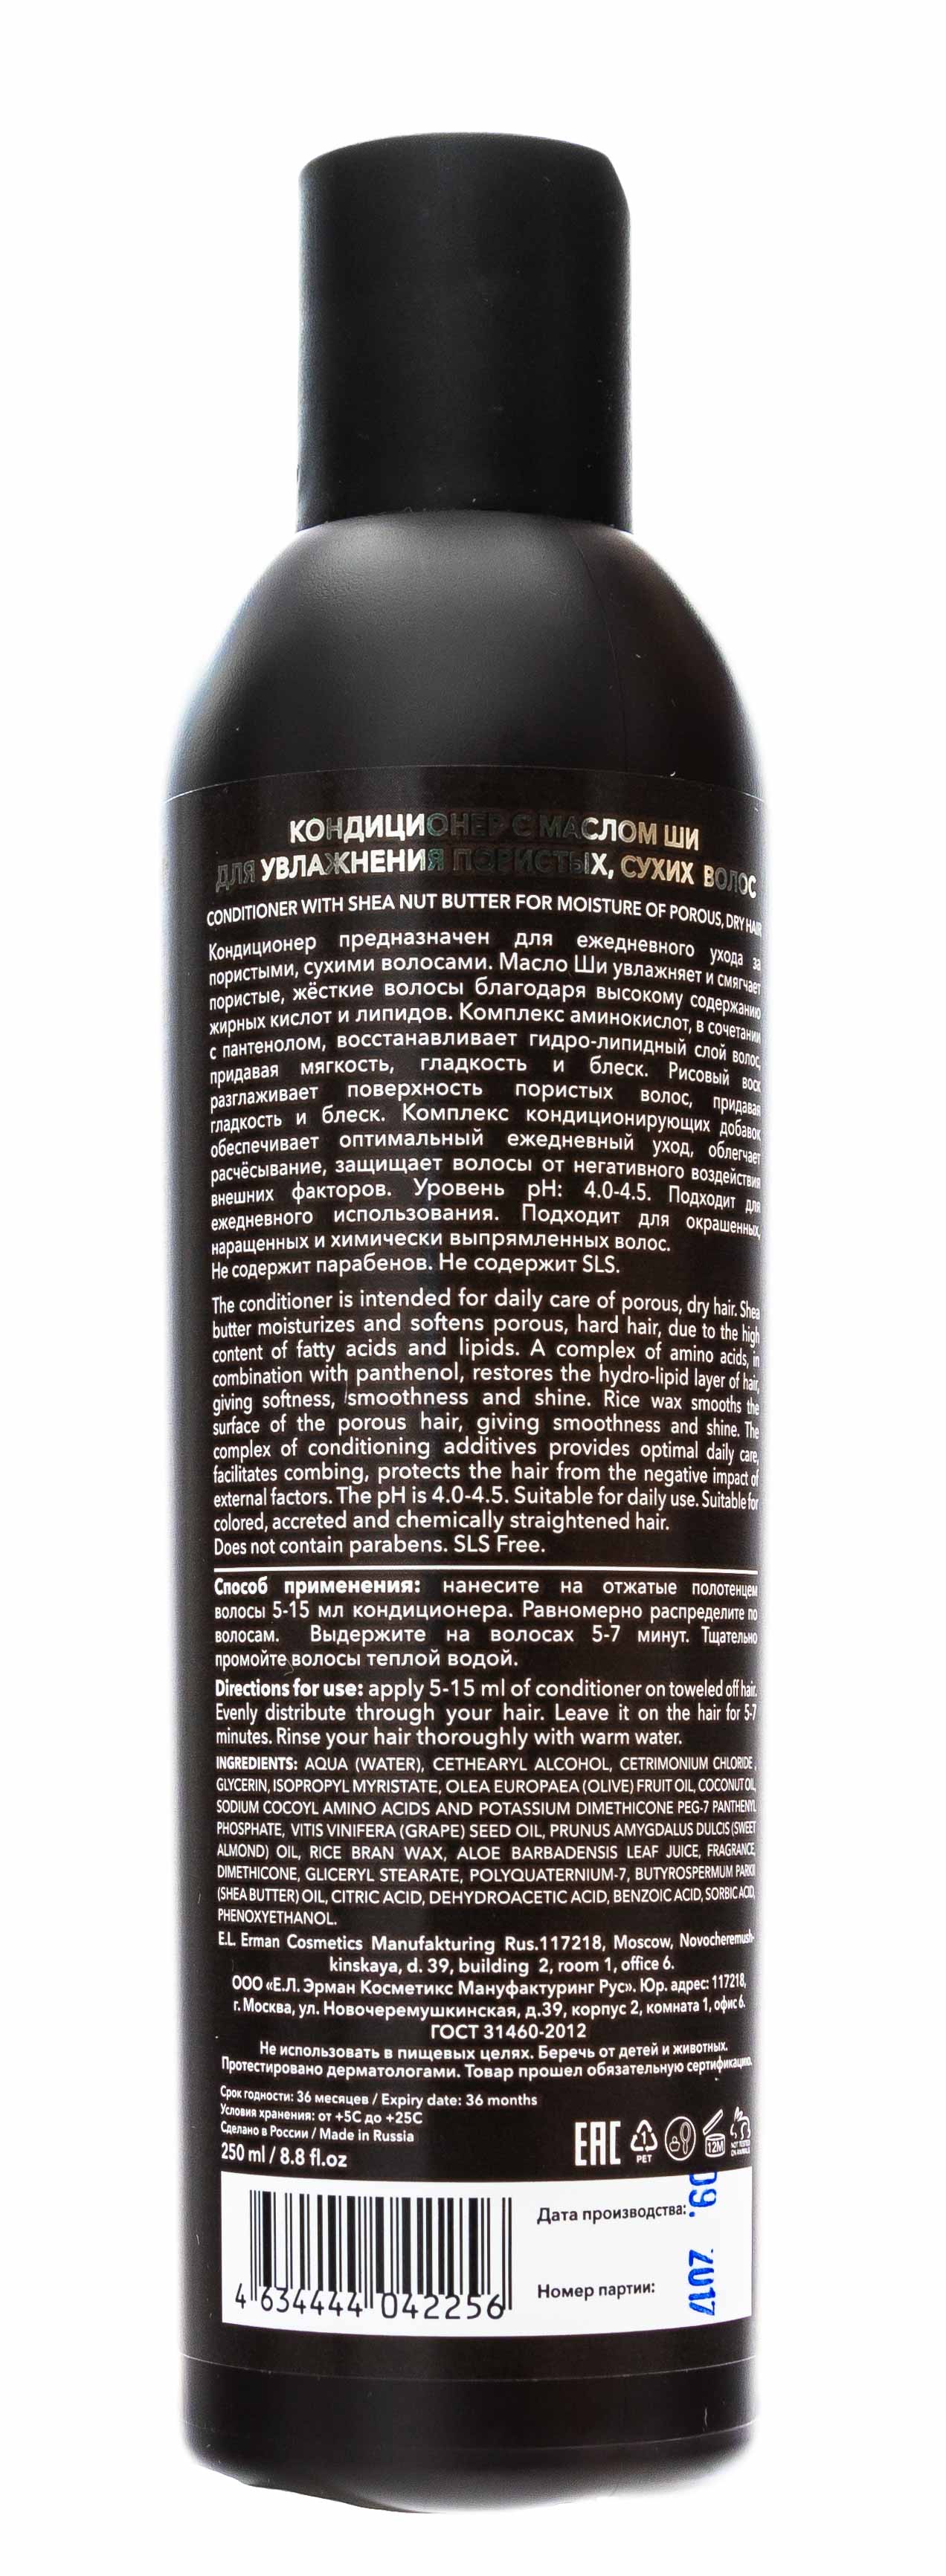 КОНДИЦИОНЕР С МАСЛОМ ШИ
ДЛЯ УВЛАЖНЕНИЯ ПОРИСТЫХ, СУХИХ ВОЛОС
CONDITIONER WITH SHEA NUT BUTTER FOR MOISTURE OF POROUS, DRY HAIR
Кондиционер предназначен для ежедневного ухода за
пористыми, сухими волосами. Масло Ши увлажняет и смягчает
пористые, жёсткие волосы благодаря высокому содержанию
жирных кислот и липидов. Комплекс аминокислот, в сочетании
с пантенолом, восстанавливает гидро-липидный слой волос,
придавая мягкость, гладкость и блеск. Рисовый воск
разглаживает поверхность пористых волос, придавая
гладкость и блеск. Комплекс кондиционирующих добавок
обеспечивает оптимальный ежедневный уход, облегчает
расчёсывание, защищает волосы от негативного воздействия
внешних факторов. Уровень pH: 4.0-4.5. Подходит для
ежедневного использования. Подходит для окрашенных,
наращенных и химически выпрямленных волос.
Не содержит парабенов. Не содержит SLS.
The conditioner is intended for daily care of porous, dry hair. Shea
butter moisturizes and softens porous, hard hair, due to the high
content of fatty acids and lipids. A complex of amino acids, in
combination with panthenol, restores the hydro-lipid layer of hair,
giving softness, smoothness and shine. Rice wax smooths the
surface of the porous hair, giving smoothness and shine. The
complex of conditioning additives provides optimal daily care,
facilitates combing, protects the hair from the negative impact of
external factors. The pH is 4.0-4.5. Suitable for daily use. Suitable for
colored, accreted and chemically straightened hair.
Does not contain parabens. SLS Free.
Способ применения: нанесите на отжатые полотенцем
волосы 5-15 мл кондиционера. Равномерно распределите по
волосам. Выдержите на волосах 5-7 минут. Тщательно
промойте волосы теплой водой.
Directions for use: apply 5-15 ml of conditioner on toweled off hair.
Evenly distribute through your hair. Leave it on the hair for 5-7
minutes. Rinse your hair thoroughly with warm water.
INGREDIENTS: AQUA (WATER), CETHEARYL ALCOHOL, CETRIMONIUM CHLORIDE,
GLYCERIN, ISOPROPYL MYRISTATE, OLEA EUROPAEA (OLIVE) FRUIT OIL, COCONUT OIL,
SODIUM COCOYL AMINO ACIDS AND POTASSIUM DIMETHICONE PEG-7 PANTHENYL
PHOSPHATE, VITIS VINIFERA (GRAPE) SEED OIL, PRUNUS AMYGDALUS DULCIS (SWEET
ALMOND) OIL, RICE BRAN WAX, ALOE BARBADENSIS LEAF JUICE, FRAGRANCE,
DIMETHICONE, GLICERYL STEARATE, POLYQUATERNIUM-7, BUTYROSPERMUM PARKII
(SHEA BUTTER) OIL, CITRIC ACID, DEHYDROACETIC ACID, BENZOIC ACID, SORBIC ACID,
PHENOXYETHANOL.
E.L. Erman Cosmetics Manufakturing Rus.117218, Moscow, Novocheremush-
kinskaya, d. 39, building 2, room 1, office 6.
ООО «Е.Л. Эрман Косметикс Мануфактуринг Рус». Юр. адрес: 117218,
г. Москва, ул. Новочеремушкинская, д.39, корпус 2, комната 1, офис 6.
ГОСТ 31460-2012
Не использовать в пищевых целях. Беречь от детей и животных.
Протестировано дерматологами. Товар прошел обязательную сертификацию.
Срок годности: 36 месяцев / Expiry date: 36 months
Условия хранения: от +5С до +25С
Сделано в России / Made in Russia
250 ml / 8.8 fl.oz
EAC
1
PET
12M
NOT TESTED
ON ANIMALS
Дата производства:
09. 2017
Номер партии:
4 634444 042256